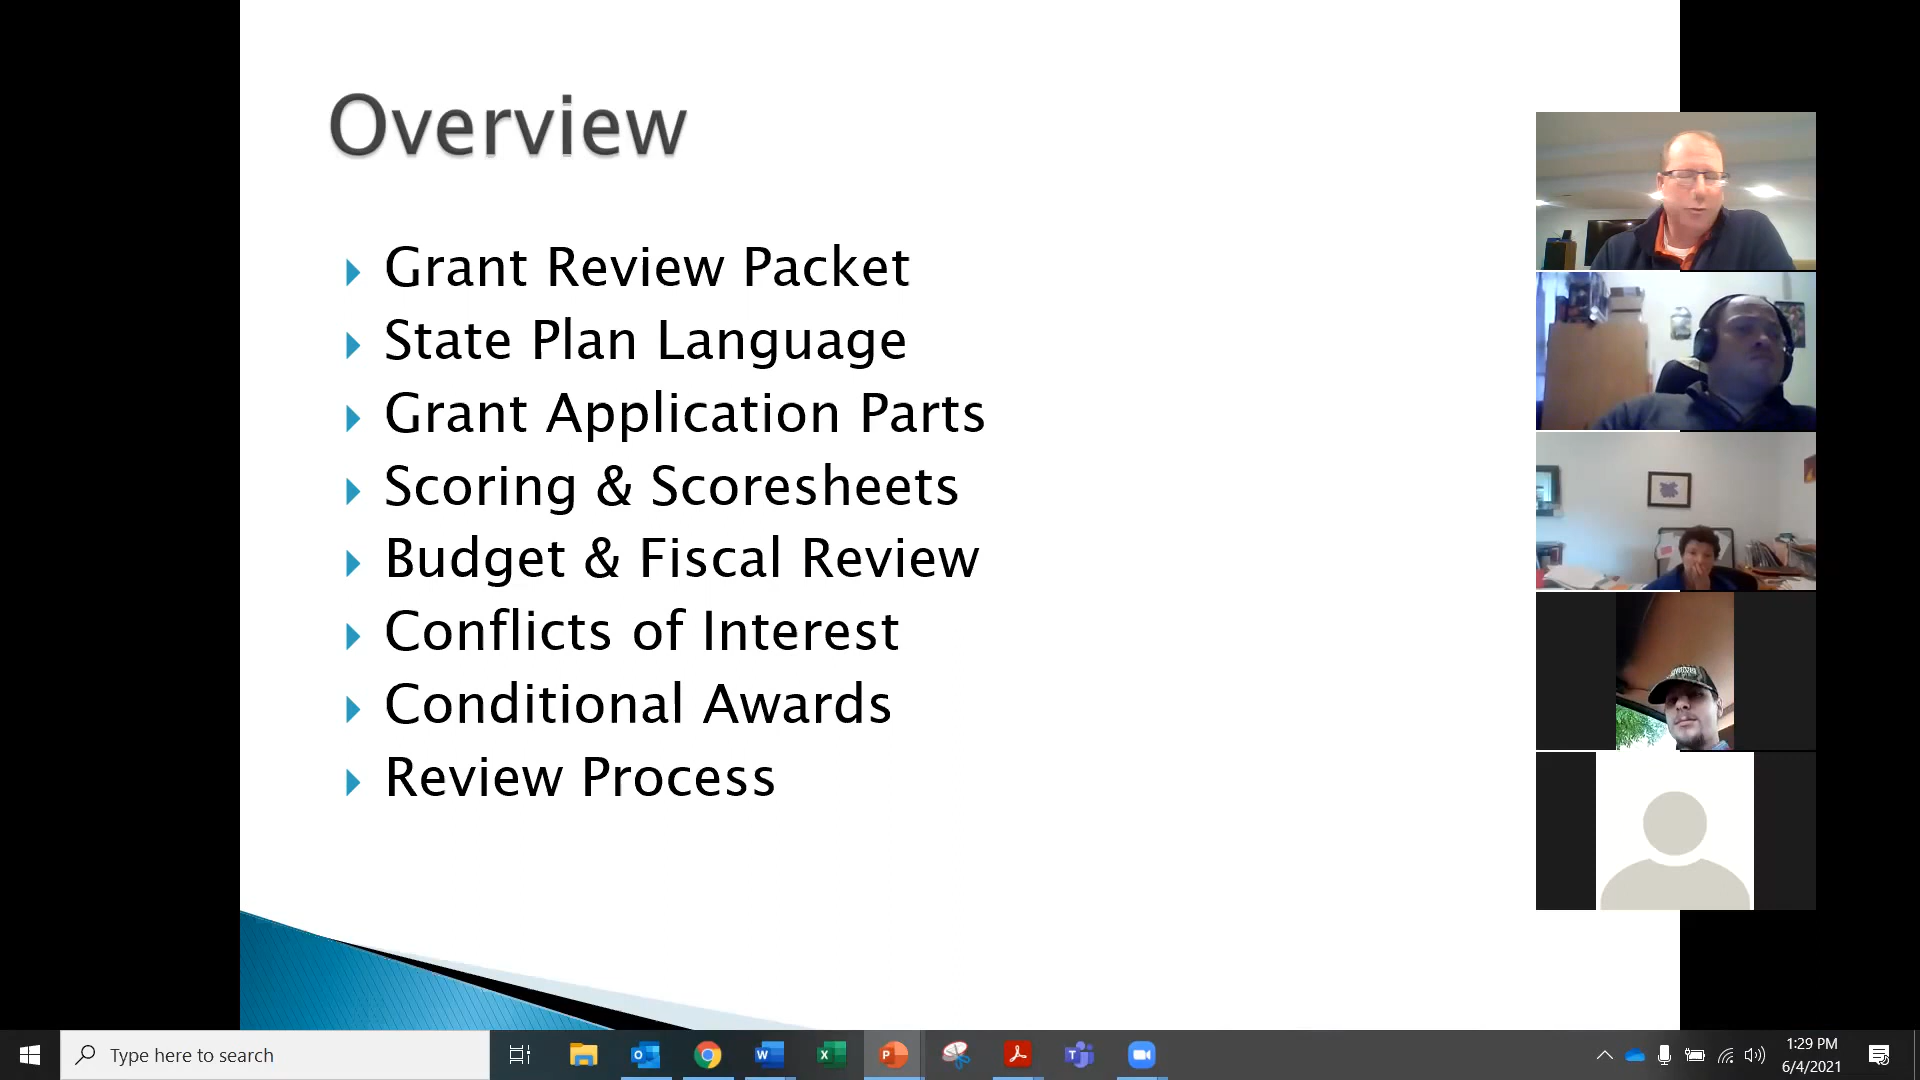 Overview
Grant Review Packet
State Plan Language
Grant Application Parts
Scoring & Scoresheets
Budget & Fiscal Review
Conflicts of Interest
Conditional Awards
Review Process
Type here to search
1:29 PM
6/4/2021